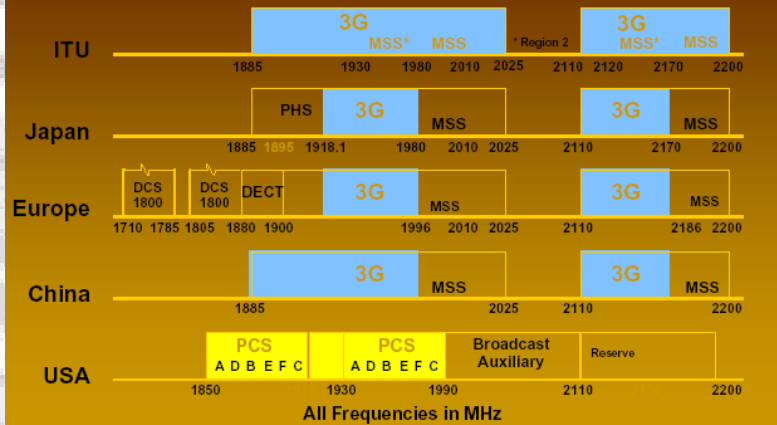 3G 3G
ITU MSS* MSS * Region 2 MSS* MSS
1885 1930 1980 2010 2025 2110 2120 2170 2200
Japan PHS 3G MSS 3G MSS
1885 1895 1918.1 1980 2010 2025 2110 2170 2200
Europe DCS 1800 DCS 1800 DECT 3G MSS 3G MSS
1710 1785 1805 1880 1900 1996 2010 2025 2110 2186 2200
China 3G MSS 3G MSS
1885 2025 2110 2200
USA PCS PCS Broadcast Auxiliary Reserve
A D B E F C A D B E F C
1850 1930 1990 2110 2200
All Frequencies in MHz